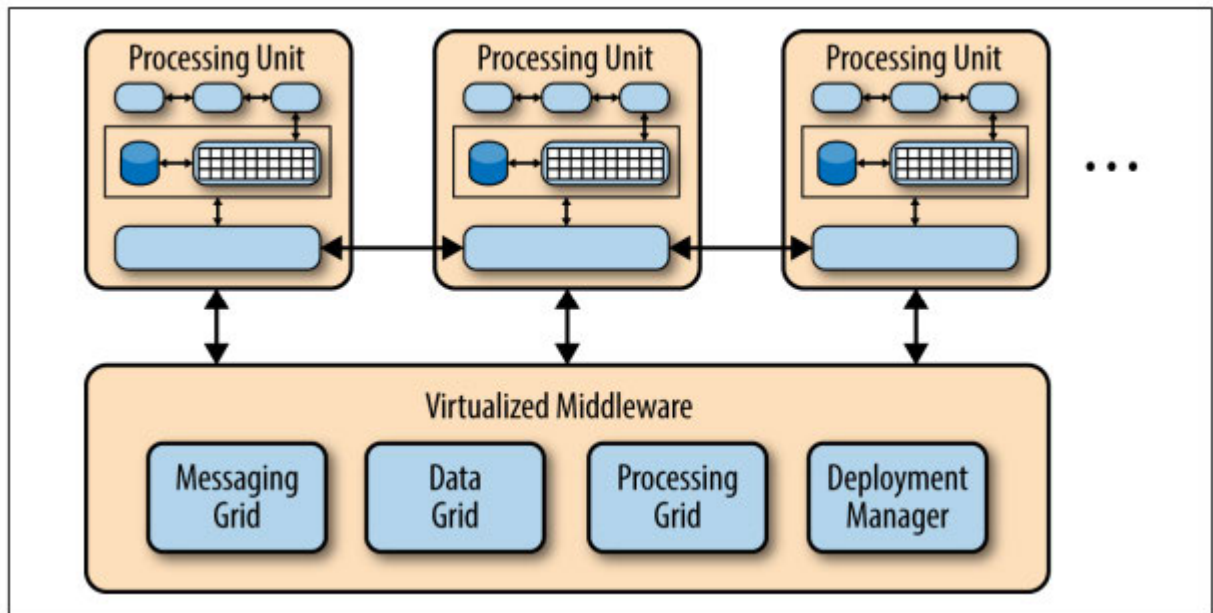 Processing Unit
Processing Unit
Processing Unit
...
Virtualized Middleware
Messaging
Grid
Data
Grid
Processing
Grid
Deployment
Manager